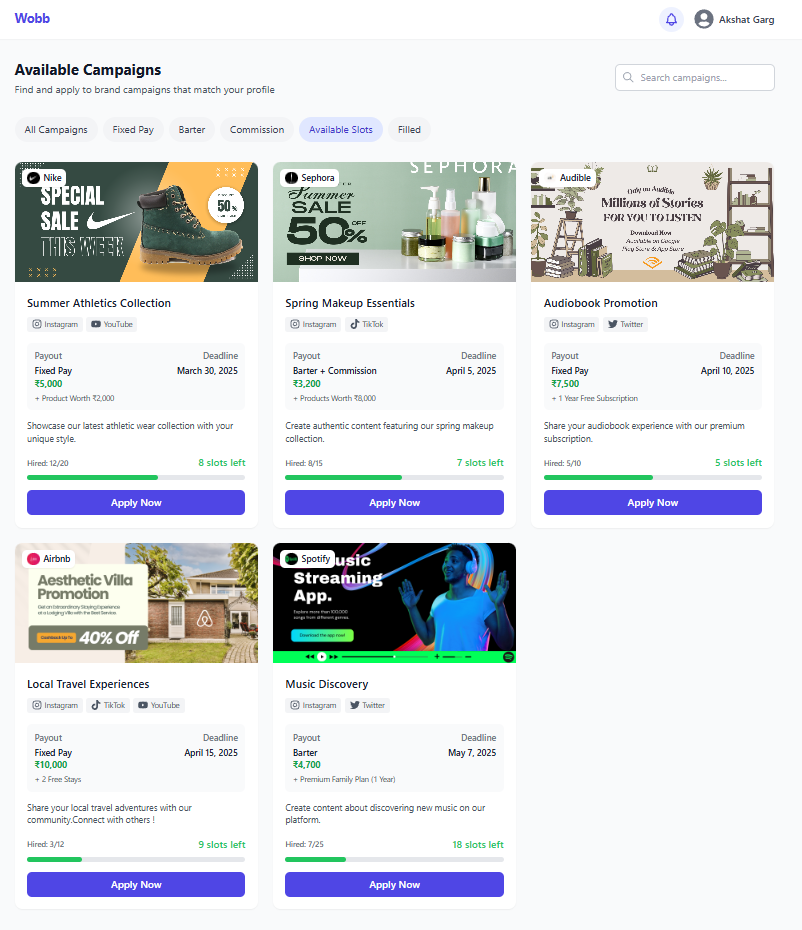 Wobb
Akshat Garg
Available Campaigns
Find and apply to brand campaigns that match your profile
Search campaigns...
All Campaigns
Fixed Pay
Barter
Commission
Available Slots
Filled
Nike
SPECIAL
SALE
THIS WEEK
50%
Summer Athletics Collection
Instagram
YouTube
Payout
Deadline
Fixed Pay
March 30, 2025
₹5,000
+ Product Worth ₹2,000
Showcase our latest athletic wear collection with your
unique style.
Hired: 12/20
8 slots left
Apply Now
Sephora
SEPHORA
Summer
SALE
50%
OFF
SHOP NOW
Spring Makeup Essentials
Instagram
TikTok
Payout
Deadline
Barter + Commission
April 5, 2025
₹3,200
+ Products Worth ₹8,000
Create authentic content featuring our spring makeup
collection.
Hired: 8/15
7 slots left
Apply Now
Audible
Only on Audible
Millions of Stories
FOR YOU TO LISTEN
Download Now
Available on Google
Play Store & App Store
Audiobook Promotion
Instagram
Twitter
Payout
Deadline
Fixed Pay
April 10, 2025
₹7,500
+ 1 Year Free Subscription
Share your audiobook experience with our premium
subscription.
Hired: 5/10
5 slots left
Apply Now
Airbnb
Aesthetic Villa
Promotion
Get an Extraordinary Staying Experience
at a Lodging Villa with the Best Service.
Cashback Up To
40% Off
Local Travel Experiences
Instagram
TikTok
YouTube
Payout
Deadline
Fixed Pay
April 15, 2025
₹10,000
+ 2 Free Stays
Share your local travel adventures with our
community.Connect with others !
Hired: 3/12
9 slots left
Apply Now
Spotify
Music
Streaming
App.
Explore more than 100,000
songs from different genres.
Download the app now!
Music Discovery
Instagram
Twitter
Payout
Deadline
Barter
May 7, 2025
₹4,700
+ Premium Family Plan (1 Year)
Create content about discovering new music on our
platform.
Hired: 7/25
18 slots left
Apply Now